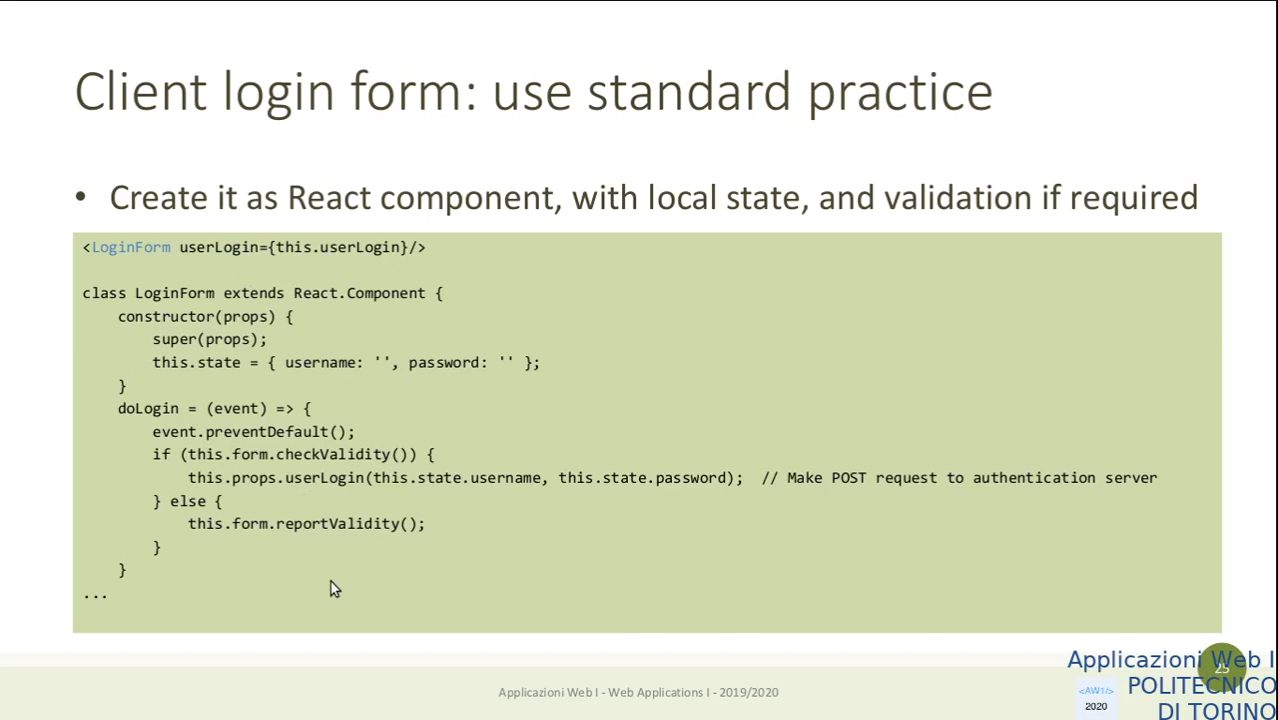 Client login form: use standard practice
• Create it as React component, with local state, and validation if required
<LoginForm userLogin={this.userLogin}/>
class LoginForm extends React.Component {
    constructor(props) {
        super(props);
        this.state = { username: '', password: '' };
    }
    doLogin = (event) => {
        event.preventDefault();
        if (this.form.checkValidity()) {
            this.props.userLogin(this.state.username, this.state.password);  // Make POST request to authentication server
        } else {
            this.form.reportValidity();
        }
    }
...
Applicazioni Web I - Web Applications I - 2019/2020
Applicazioni Web I
POLITECNICO
DI TORINO
<AW1/>
2020